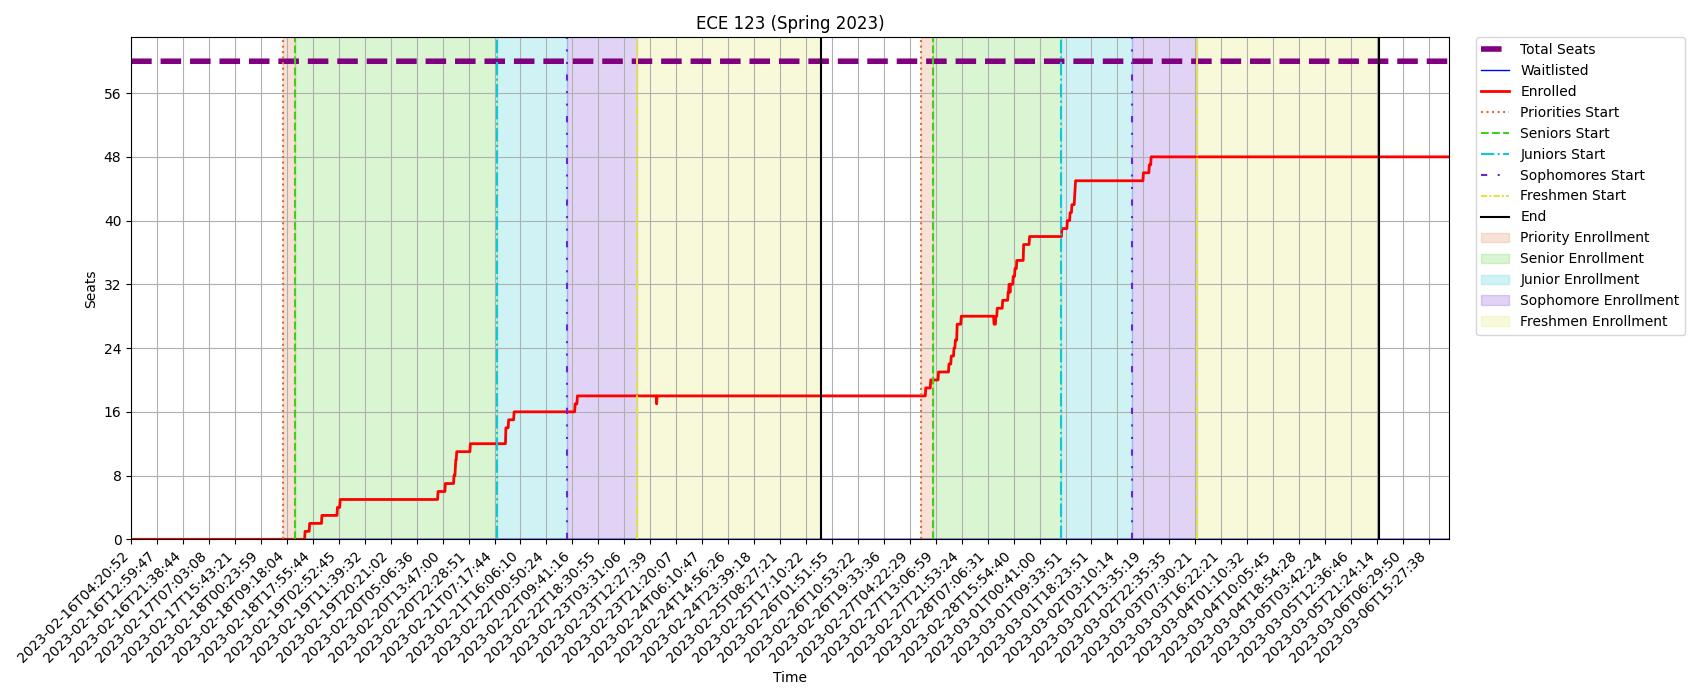 ECE 123 (Spring 2023)
Total Seats
Waitlisted
Enrolled
Priorities Start
Seniors Start
Juniors Start
Sophomores Start
Freshmen Start
End
Priority Enrollment
Senior Enrollment
Junior Enrollment
Sophomore Enrollment
Freshmen Enrollment
Seats
56
48
40
32
24
16
8
0
2023-02-16T04:20:52
2023-02-16T12:59:47
2023-02-16T21:38:44
2023-02-17T07:03:08
2023-02-17T15:43:21
2023-02-18T00:23:59
2023-02-18T09:18:04
2023-02-18T17:55:44
2023-02-19T02:52:45
2023-02-19T11:39:32
2023-02-19T20:21:02
2023-02-20T05:06:36
2023-02-20T13:47:00
2023-02-20T22:28:51
2023-02-21T07:17:44
2023-02-21T16:06:10
2023-02-22T00:50:24
2023-02-22T09:41:16
2023-02-22T18:30:55
2023-02-23T03:31:06
2023-02-23T12:27:39
2023-02-23T21:20:07
2023-02-24T06:10:47
2023-02-24T14:56:26
2023-02-24T23:39:18
2023-02-25T08:27:21
2023-02-25T17:10:22
2023-02-26T01:51:55
2023-02-26T10:53:22
2023-02-26T19:33:36
2023-02-27T04:22:29
2023-02-27T13:06:59
2023-02-27T21:53:24
2023-02-28T07:06:31
2023-02-28T15:54:40
2023-03-01T00:41:00
2023-03-01T09:33:51
2023-03-01T18:23:51
2023-03-02T03:10:14
2023-03-02T13:35:19
2023-03-02T22:35:35
2023-03-03T07:30:21
2023-03-03T16:22:21
2023-03-04T01:10:32
2023-03-04T10:05:45
2023-03-04T18:54:28
2023-03-05T03:42:24
2023-03-05T12:36:46
2023-03-05T21:24:14
2023-03-06T06:29:50
2023-03-06T15:27:38
Time